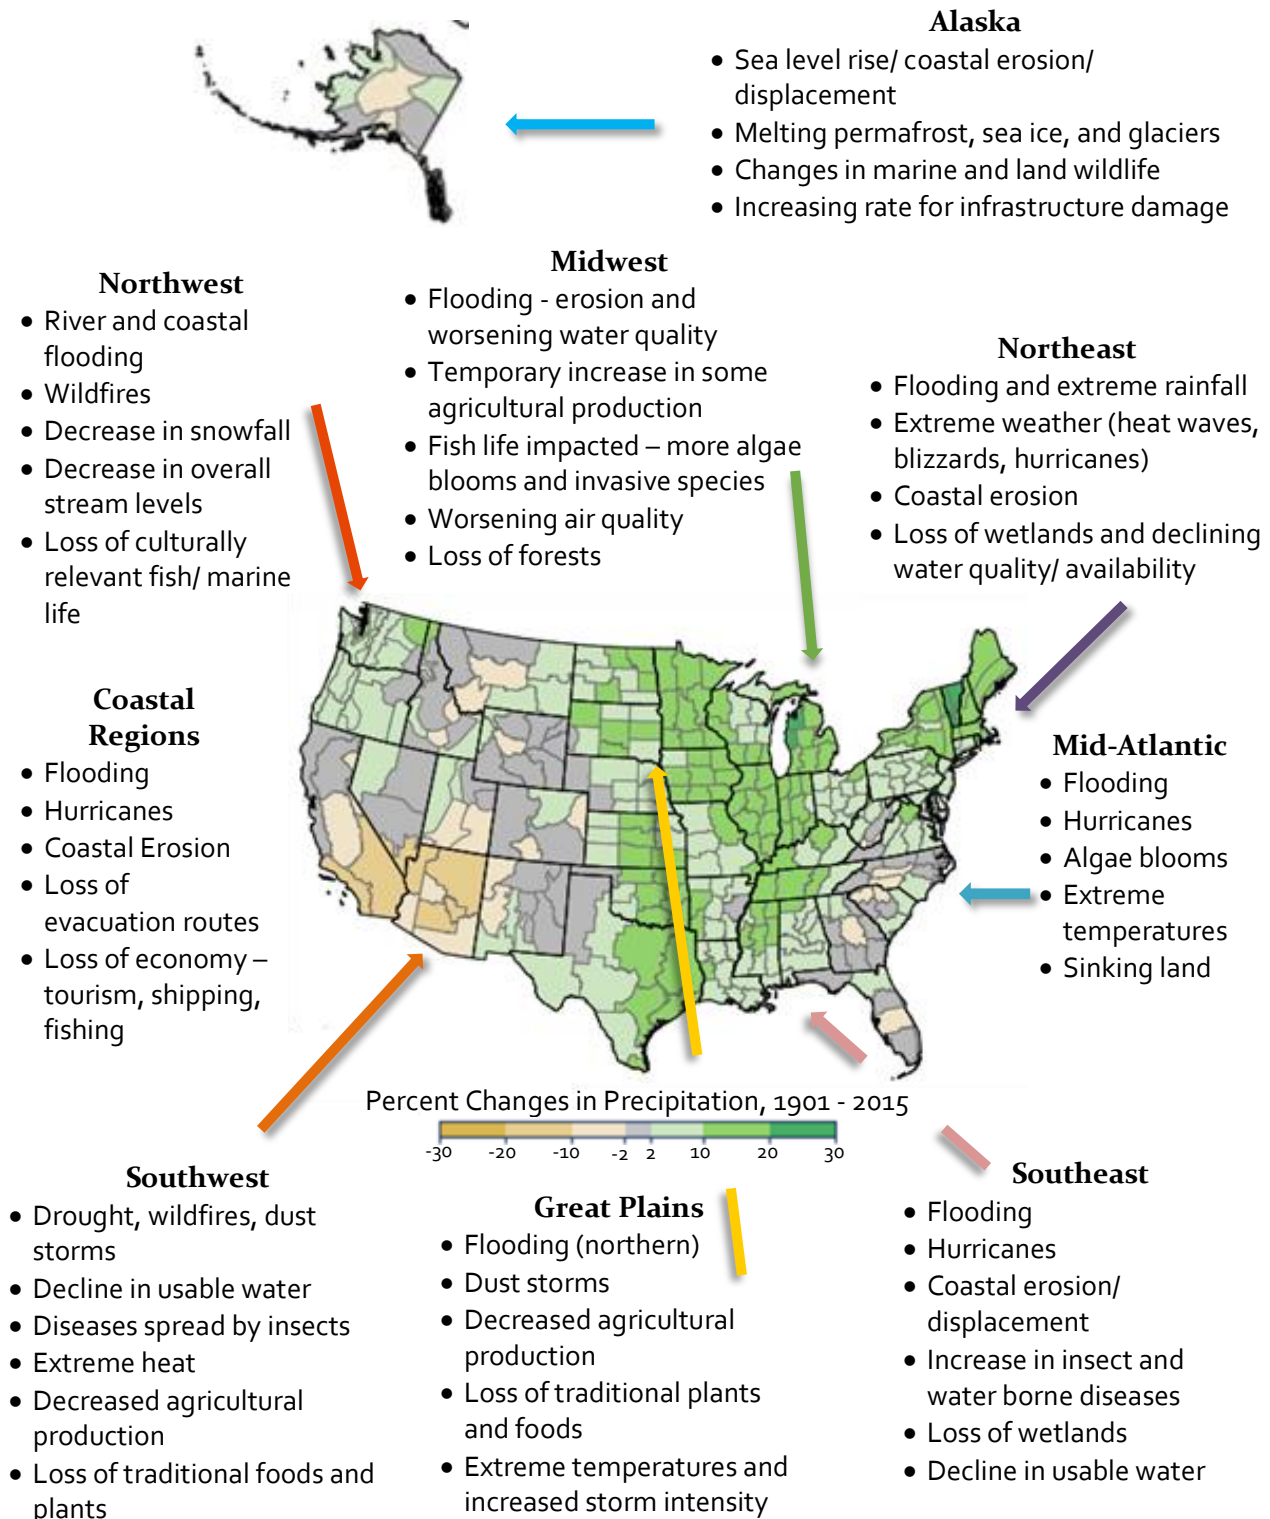 Alaska
• Sea level rise/ coastal erosion/
displacement
• Melting permafrost, sea ice, and glaciers
• Changes in marine and land wildlife
• Increasing rate for infrastructure damage
Northwest
• River and coastal
flooding
• Wildfires
• Decrease in snowfall
• Decrease in overall
stream levels
• Loss of culturally
relevant fish/ marine
life
Midwest
• Flooding - erosion and
worsening water quality
• Temporary increase in some
agricultural production
• Fish life impacted – more algae
blooms and invasive species
• Worsening air quality
• Loss of forests
Northeast
• Flooding and extreme rainfall
• Extreme weather (heat waves,
blizzards, hurricanes)
• Coastal erosion
• Loss of wetlands and declining
water quality/ availability
Coastal
Regions
• Flooding
• Hurricanes
• Coastal Erosion
• Loss of
evacuation routes
• Loss of economy –
tourism, shipping,
fishing
Mid-Atlantic
• Flooding
• Hurricanes
• Algae blooms
• Extreme
temperatures
• Sinking land
Percent Changes in Precipitation, 1901 - 2015
-30 -20 -10 -2 2 10 20 30
Southwest
• Drought, wildfires, dust
storms
• Decline in usable water
• Diseases spread by insects
• Extreme heat
• Decreased agricultural
production
• Loss of traditional foods and
plants
Great Plains
• Flooding (northern)
• Dust storms
• Decreased agricultural
production
• Loss of traditional plants
and foods
• Extreme temperatures and
increased storm intensity
Southeast
• Flooding
• Hurricanes
• Coastal erosion/
displacement
• Increase in insect and
water borne diseases
• Loss of wetlands
• Decline in usable water